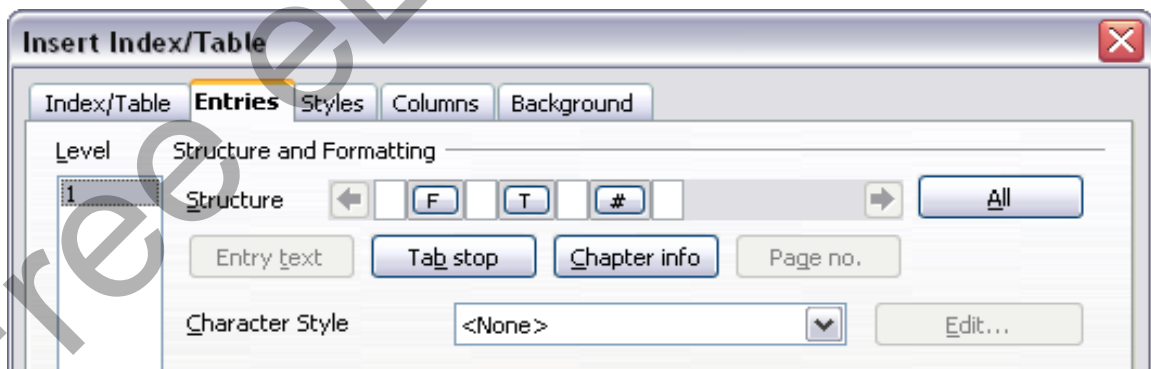 Insert Index/Table
Index/Table Entries Styles Columns Background
Level Structure and Formatting
1 Structure F T # All
Entry text Tab stop Chapter info Page no.
Character Style <None> Edit...
ree